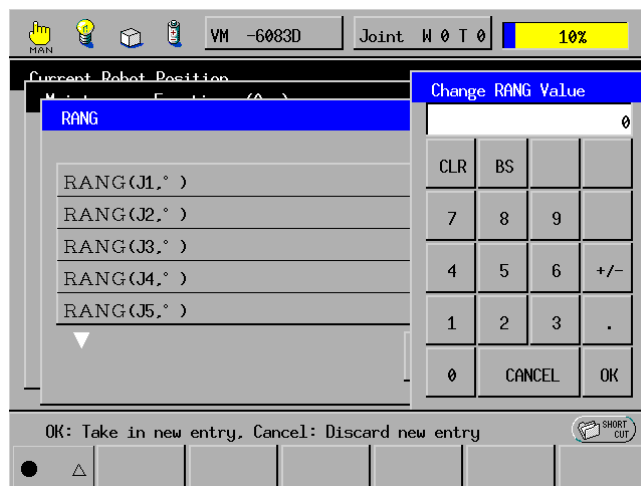 MAN
VM -6083D
Joint W 0 T 0
10%
Current Robot Position
RANG
RANG(J1,° )
RANG(J2,° )
RANG(J3,° )
RANG(J4,° )
RANG(J5,° )
Change RANG Value
0
CLR BS
7 8 9
4 5 6 +/-
1 2 3 .
0 CANCEL OK
OK: Take in new entry, Cancel: Discard new entry
SHORT
CUT